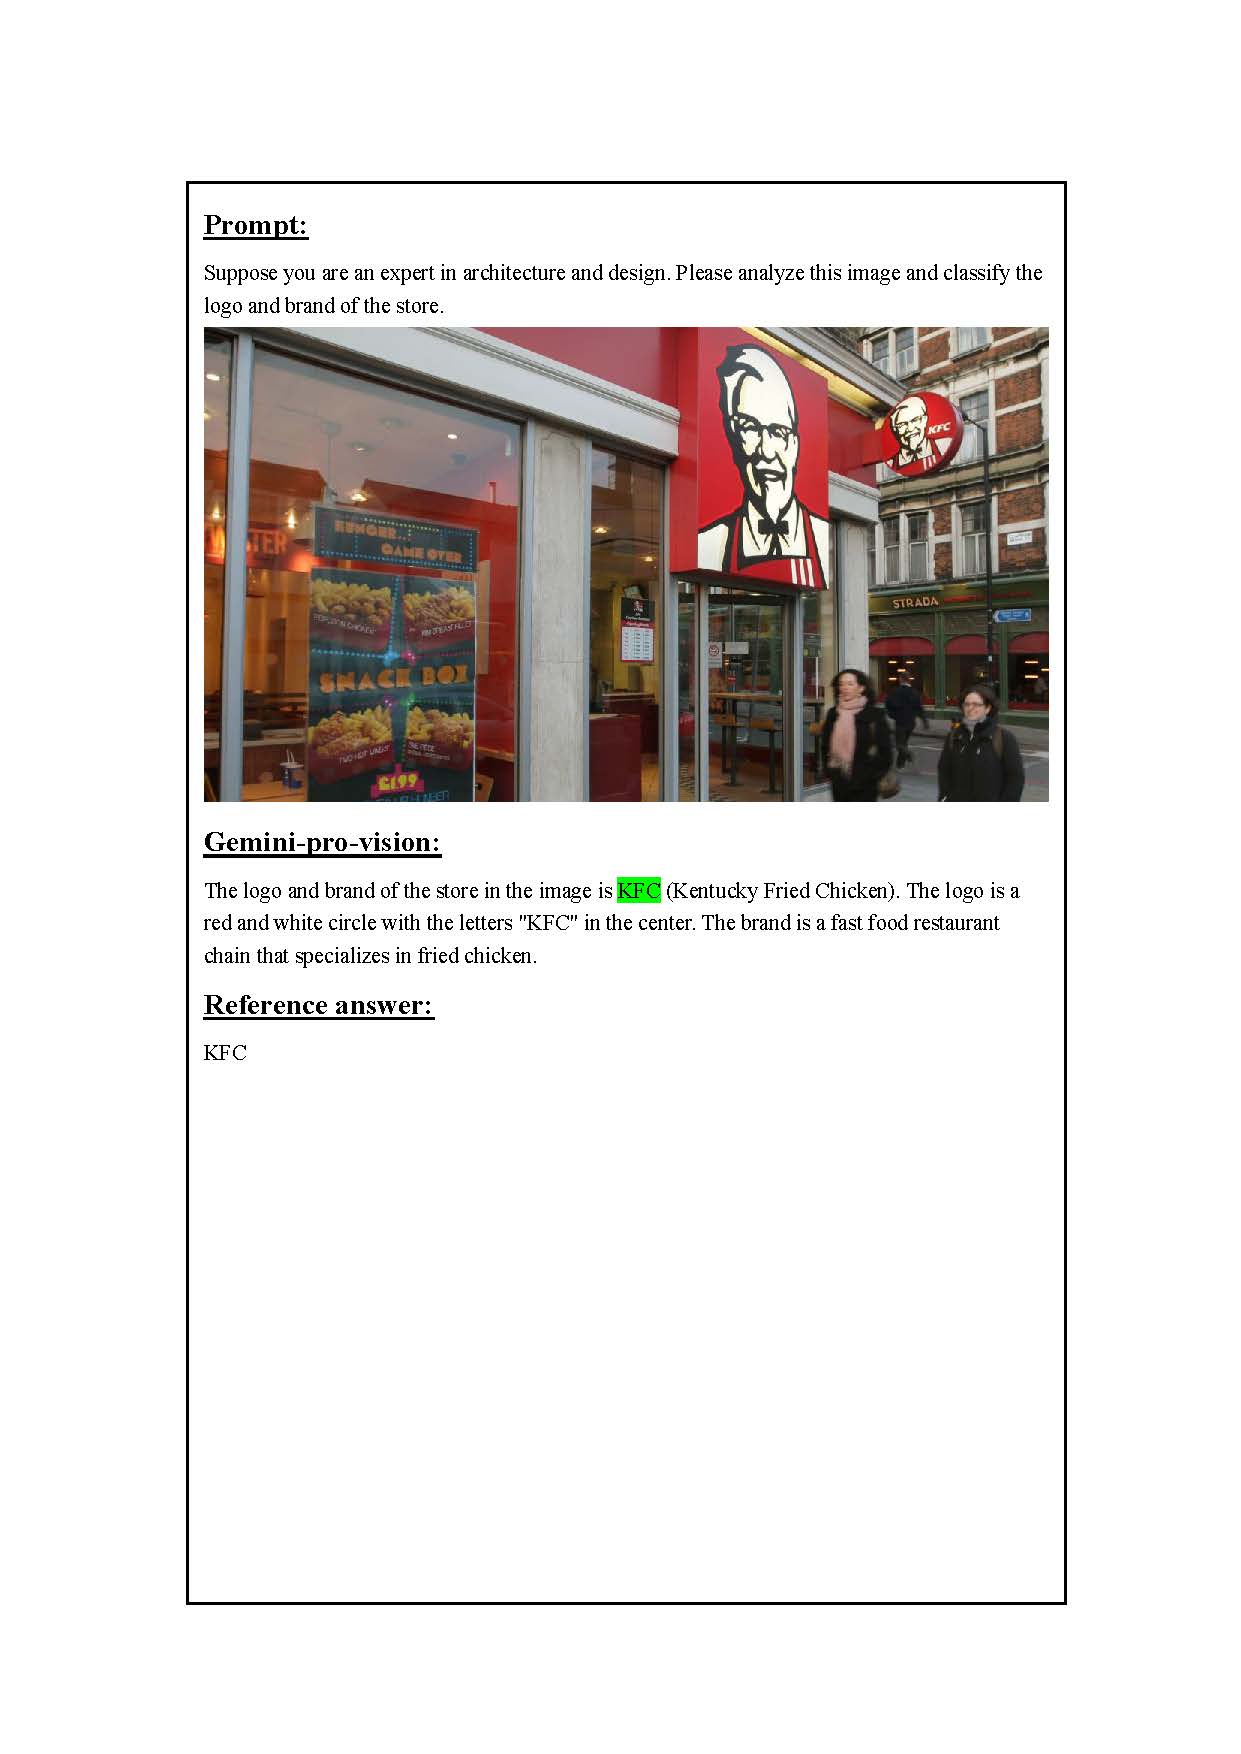 Prompt:
Suppose you are an expert in architecture and design. Please analyze this image and classify the
logo and brand of the store.
HUNGER...
GAME OVER
POPCORN CHICKEN
MINI BREAST FILLET
SNACK BOX
TWO HOT WINGS
£1.99
KFC
STRADA
Gemini-pro-vision:
The logo and brand of the store in the image is KFC (Kentucky Fried Chicken). The logo is a
red and white circle with the letters "KFC" in the center. The brand is a fast food restaurant
chain that specializes in fried chicken.
Reference answer:
KFC